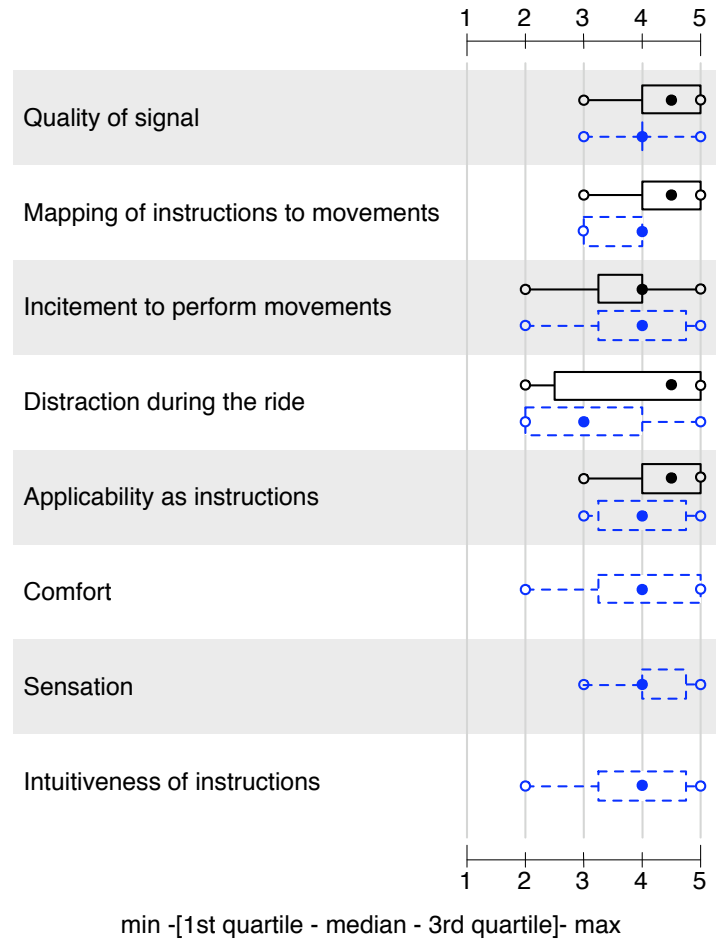 1 2 3 4 5
Quality of signal
Mapping of instructions to movements
Incitement to perform movements
Distraction during the ride
Applicability as instructions
Comfort
Sensation
Intuitiveness of instructions
1 2 3 4 5
min -[1st quartile - median - 3rd quartile]- max